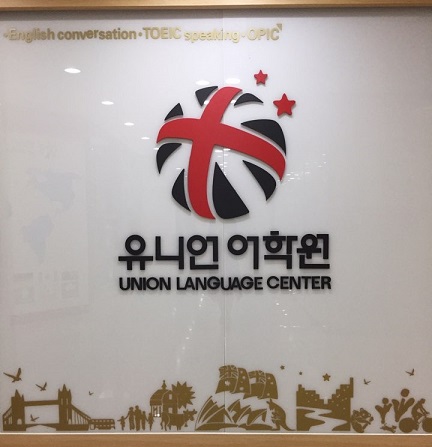 English conversation • TOEIC speaking • OPIC
유니언 어학원
UNION LANGUAGE CENTER